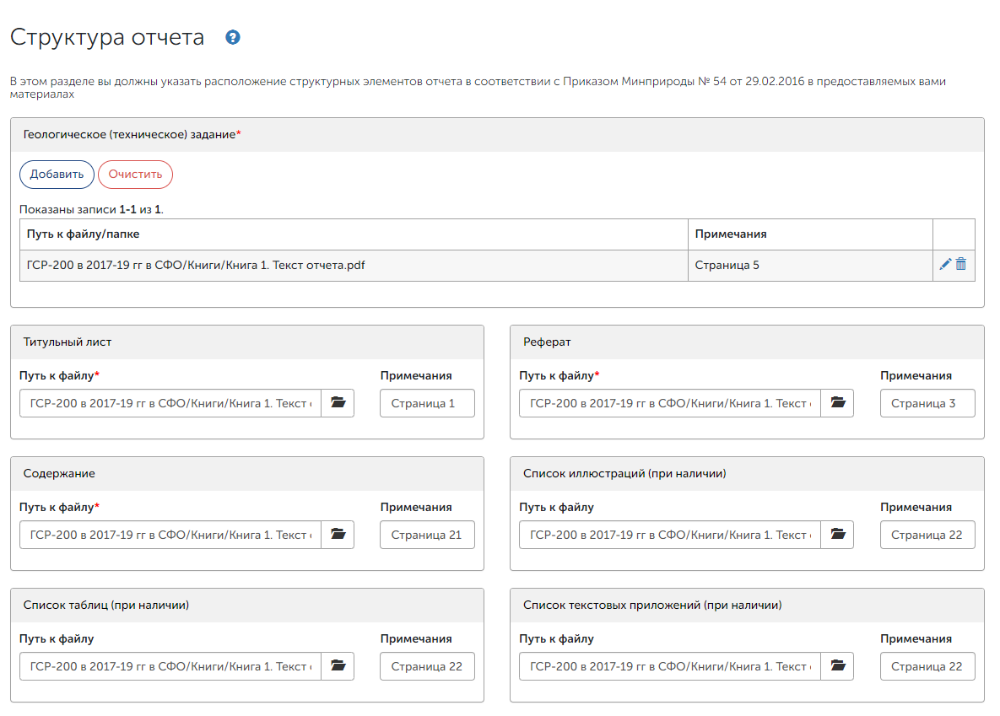 Структура отчета ?
В этом разделе вы должны указать расположение структурных элементов отчета в соответствии с Приказом Минприроды № 54 от 29.02.2016 в предоставляемых вами
материалах
Геологическое (техническое) задание*
Добавить Очистить
Показаны записи 1-1 из 1.
Путь к файлу/папке Примечания
ГСР-200 в 2017-19 гг в СФО/Книги/Книга 1. Текст отчета.pdf Страница 5
Титульный лист
Путь к файлу* Примечания
ГСР-200 в 2017-19 гг в СФО/Книги/Книга 1. Текст Страница 1
Реферат
Путь к файлу* Примечания
ГСР-200 в 2017-19 гг в СФО/Книги/Книга 1. Текст Страница 3
Содержание
Путь к файлу* Примечания
ГСР-200 в 2017-19 гг в СФО/Книги/Книга 1. Текст Страница 21
Список иллюстраций (при наличии)
Путь к файлу Примечания
ГСР-200 в 2017-19 гг в СФО/Книги/Книга 1. Текст Страница 22
Список таблиц (при наличии)
Путь к файлу Примечания
ГСР-200 в 2017-19 гг в СФО/Книги/Книга 1. Текст Страница 22
Список текстовых приложений (при наличии)
Путь к файлу Примечания
ГСР-200 в 2017-19 гг в СФО/Книги/Книга 1. Текст Страница 22